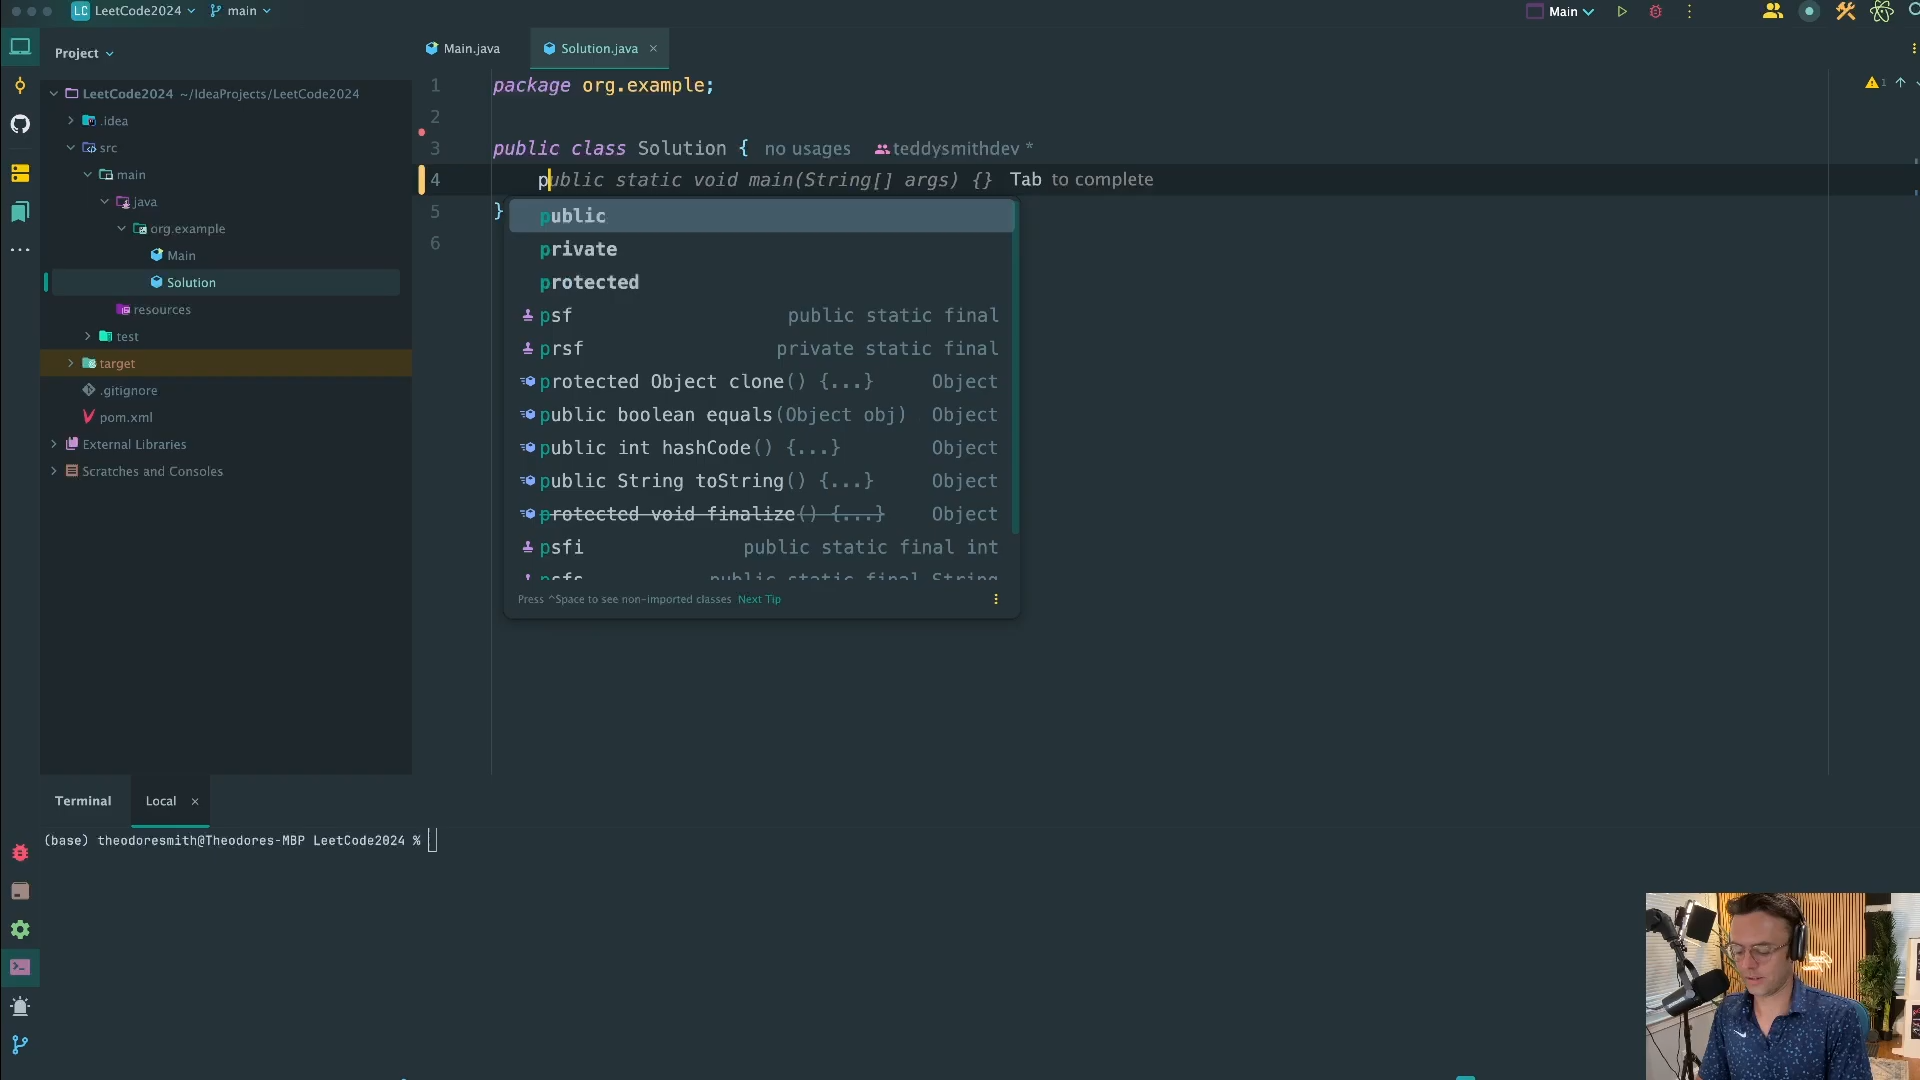 LC LeetCode2024 main Main
Project
Main.java Solution.java
LeetCode2024 ~/IdeaProjects/LeetCode2024
.idea
src
main
java
org.example
Main
Solution
resources
test
target
.gitignore
pom.xml
External Libraries
Scratches and Consoles
1 package org.example;
2
3 public class Solution { no usages teddysmithdev *
4 public static void main(String[] args) {} Tab to complete
5 }
6
1
public
private
protected
psf public static final
prsf private static final
protected Object clone() {...} Object
public boolean equals(Object obj) Object
public int hashCode() {...} Object
public String toString() {...} Object
protected void finalize() {...} Object
psfi public static final int
psfs public static final String
Press ^Space to see non-imported classes Next Tip
Terminal Local
(base) theodoresmith@Theodores-MBP LeetCode2024 %